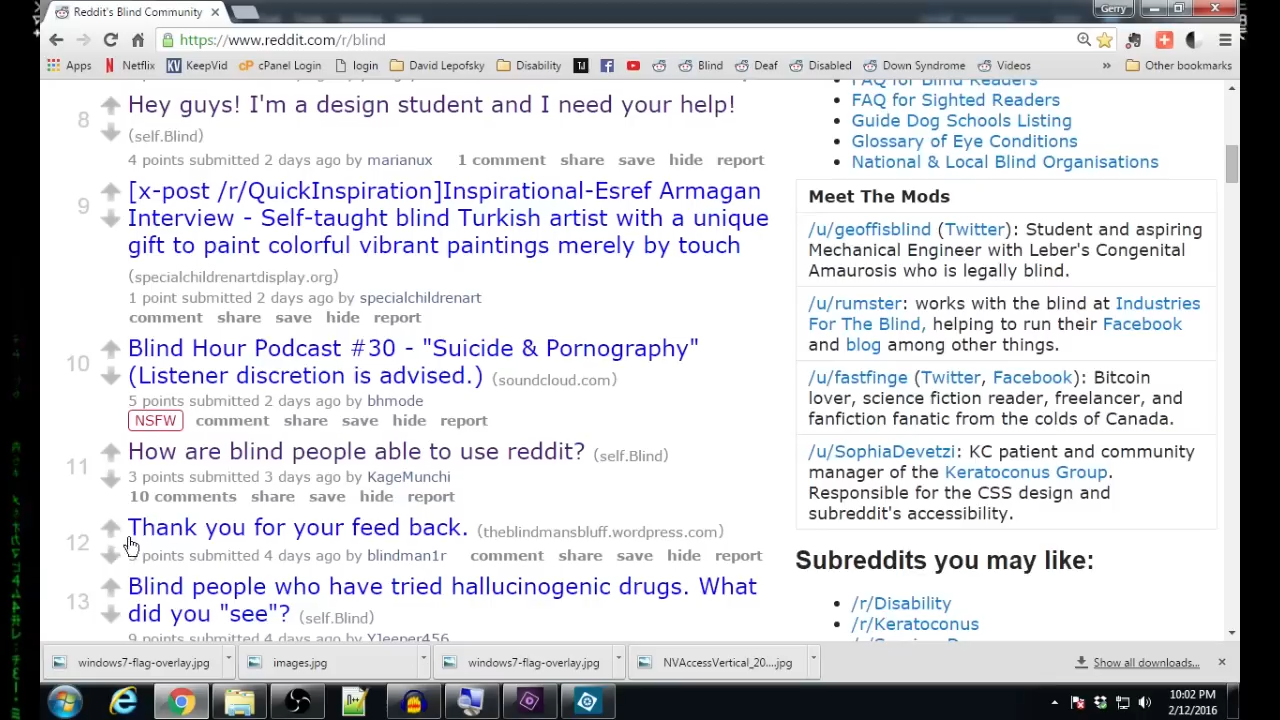 Reddit's Blind Community
Gerry
https://www.reddit.com/r/blind
Apps Netflix KV KeepVid cP cPanel Login login David Lepofsky Disability Blind Deaf Disabled Down Syndrome Videos » Other bookmarks
8
Hey guys! I'm a design student and I need your help!
(self.Blind)
4 points submitted 2 days ago by marianux 1 comment share save hide report
9
[x-post /r/QuickInspiration]Inspirational-Esref Armagan
Interview - Self-taught blind Turkish artist with a unique
gift to paint colorful vibrant paintings merely by touch
(specialchildrenartdisplay.org)
1 point submitted 2 days ago by specialchildrenart
comment share save hide report
10
Blind Hour Podcast #30 - "Suicide & Pornography"
(Listener discretion is advised.) (soundcloud.com)
5 points submitted 2 days ago by bhmode
NSFW comment share save hide report
11
How are blind people able to use reddit? (self.Blind)
3 points submitted 3 days ago by KageMunchi
10 comments share save hide report
12
Thank you for your feed back. (theblindmansbluff.wordpress.com)
points submitted 4 days ago by blindman1r comment share save hide report
13
Blind people who have tried hallucinogenic drugs. What
did you "see"? (self.Blind)
9 points submitted 4 days ago by YJeeper456
FAQ for Blind Readers
FAQ for Sighted Readers
Guide Dog Schools Listing
Glossary of Eye Conditions
National & Local Blind Organisations
Meet The Mods
/u/geoffisblind (Twitter): Student and aspiring
Mechanical Engineer with Leber's Congenital
Amaurosis who is legally blind.
/u/rumster: works with the blind at Industries
For The Blind, helping to run their Facebook
and blog among other things.
/u/fastfinge (Twitter, Facebook): Bitcoin
lover, science fiction reader, freelancer, and
fanfiction fanatic from the colds of Canada.
/u/SophiaDevetzi: KC patient and community
manager of the Keratoconus Group.
Responsible for the CSS design and
subreddit's accessibility.
Subreddits you may like:
/r/Disability
/r/Keratoconus
windows7-flag-overlay.jpg images.jpg windows7-flag-overlay.jpg NVAccessVertical_20....jpg Show all downloads...
10:02 PM
2/12/2016